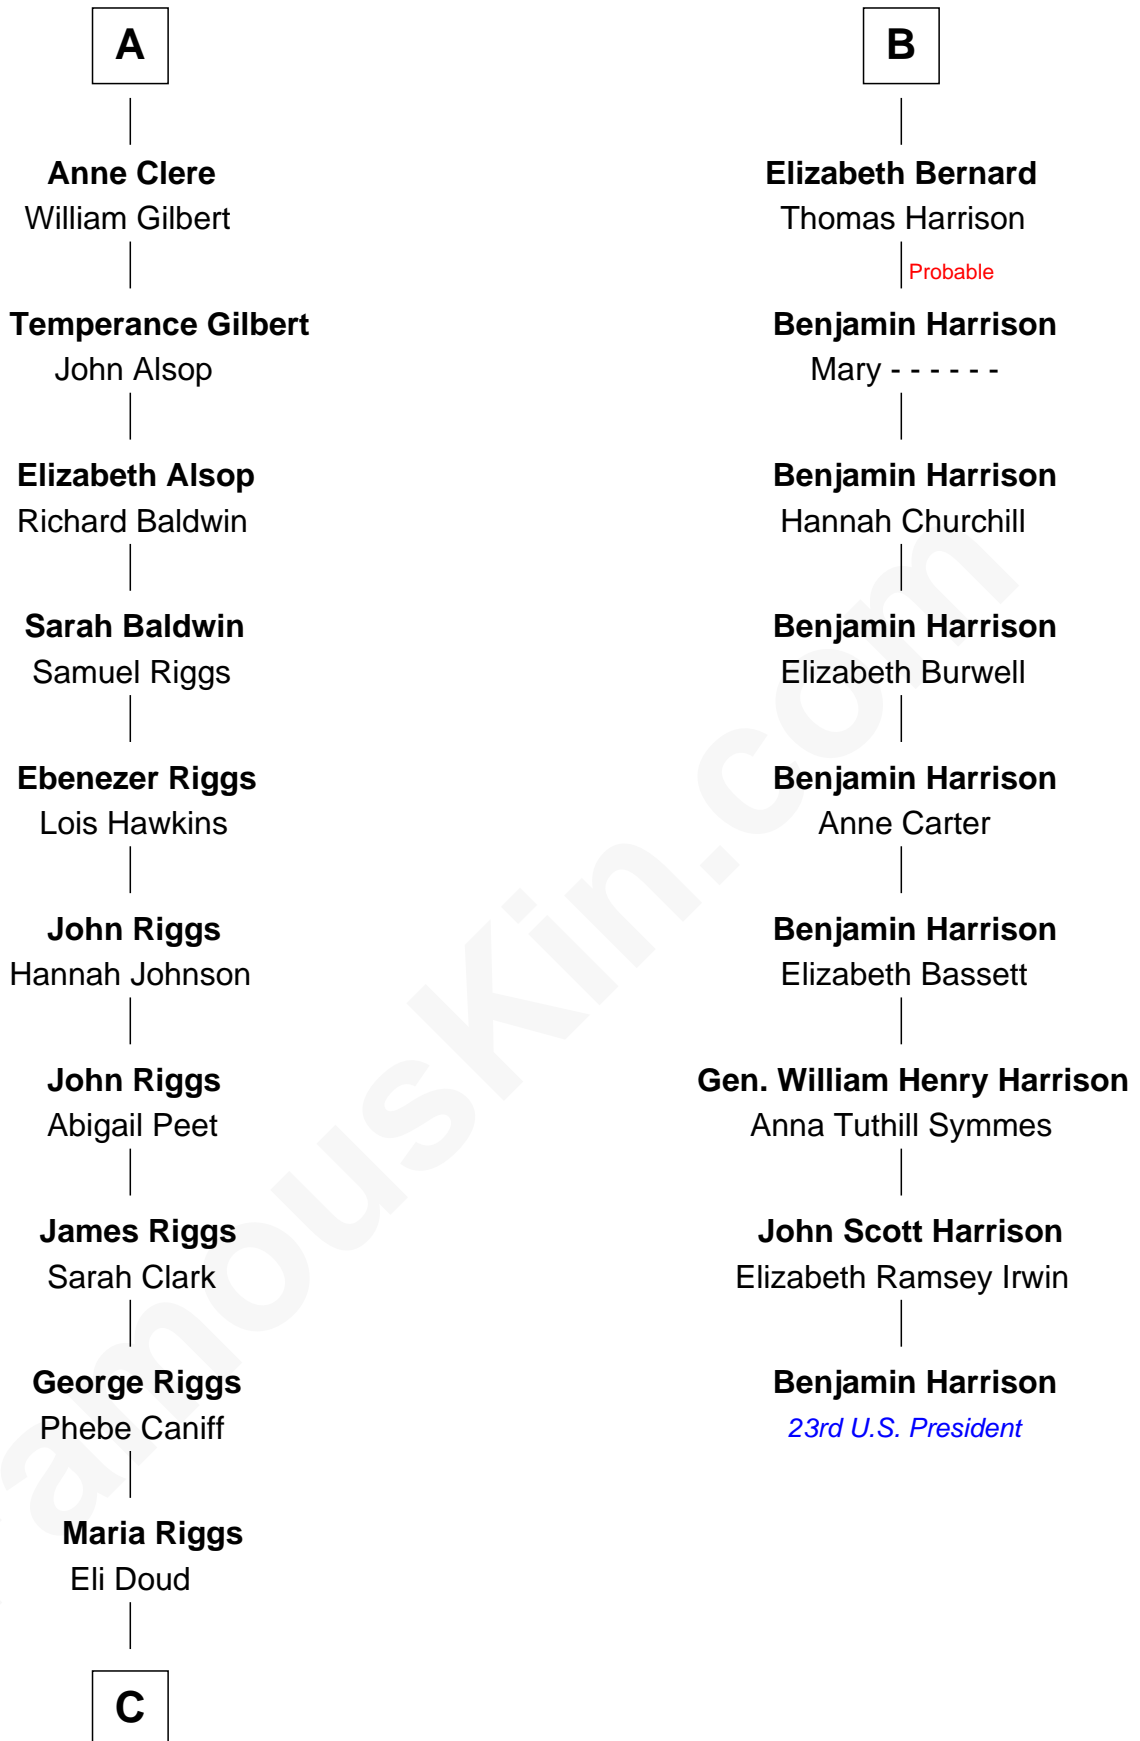 A
Anne Clere
William Gilbert
Temperance Gilbert
John Alsop
Elizabeth Alsop
Richard Baldwin
Sarah Baldwin
Samuel Riggs
Ebenezer Riggs
Lois Hawkins
John Riggs
Hannah Johnson
John Riggs
Abigail Peet
James Riggs
Sarah Clark
George Riggs
Phebe Caniff
Maria Riggs
Eli Doud
C
B
Elizabeth Bernard
Thomas Harrison
Probable
Benjamin Harrison
Mary - - - - - -
Benjamin Harrison
Hannah Churchill
Benjamin Harrison
Elizabeth Burwell
Benjamin Harrison
Anne Carter
Benjamin Harrison
Elizabeth Bassett
Gen. William Henry Harrison
Anna Tuthill Symmes
John Scott Harrison
Elizabeth Ramsey Irwin
Benjamin Harrison
23rd U.S. President
amousKin.com